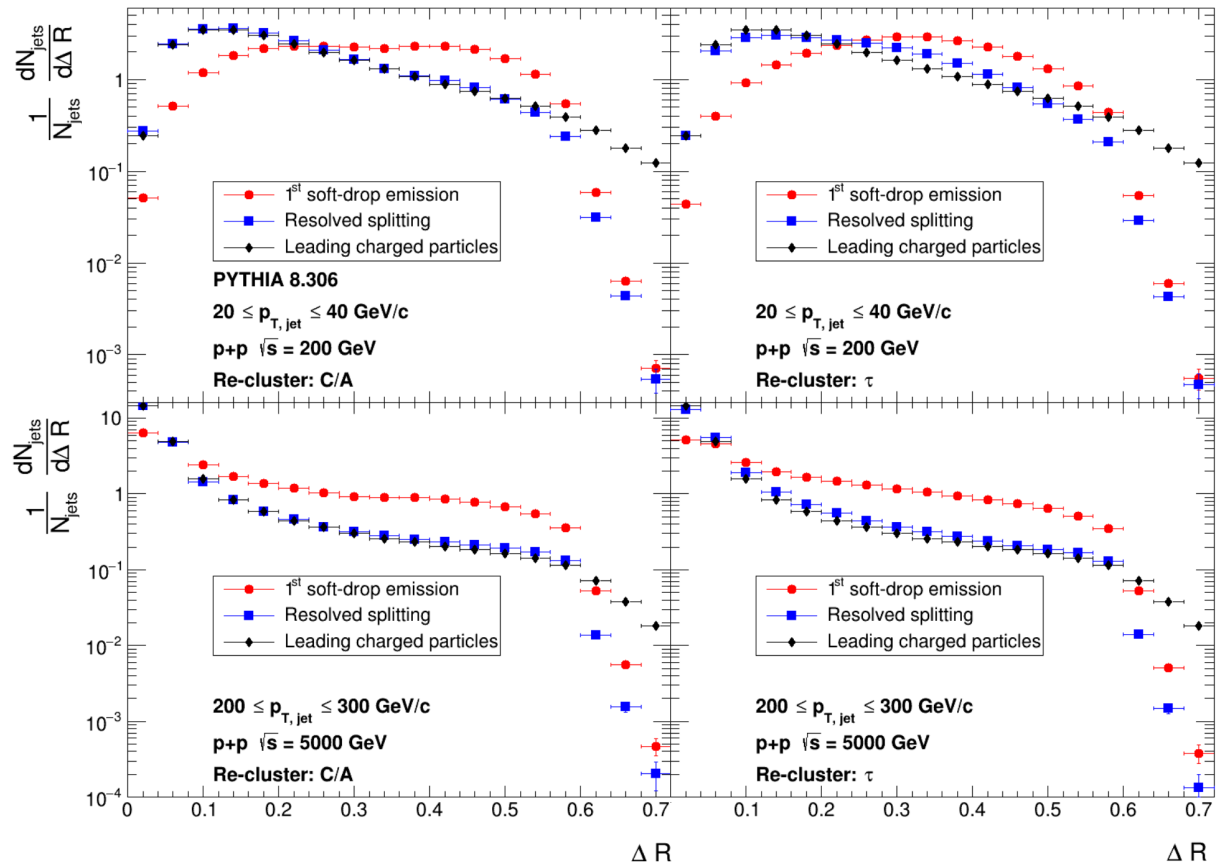 1/N_jets dN_jets/dΔ R
1
10⁻¹
10⁻²
10⁻³
1ˢᵗ soft-drop emission
Resolved splitting
Leading charged particles
PYTHIA 8.306
20 ≤ p_T, jet ≤ 40 GeV/c
p+p √s = 200 GeV
Re-cluster: C/A
1ˢᵗ soft-drop emission
Resolved splitting
Leading charged particles
20 ≤ p_T, jet ≤ 40 GeV/c
p+p √s = 200 GeV
Re-cluster: τ
1/N_jets dN_jets/dΔ R
10
1
10⁻¹
10⁻²
10⁻³
10⁻⁴
1ˢᵗ soft-drop emission
Resolved splitting
Leading charged particles
200 ≤ p_T, jet ≤ 300 GeV/c
p+p √s = 5000 GeV
Re-cluster: C/A
0 0.1 0.2 0.3 0.4 0.5 0.6 0.7
Δ R
1ˢᵗ soft-drop emission
Resolved splitting
Leading charged particles
200 ≤ p_T, jet ≤ 300 GeV/c
p+p √s = 5000 GeV
Re-cluster: τ
0.1 0.2 0.3 0.4 0.5 0.6 0.7
Δ R